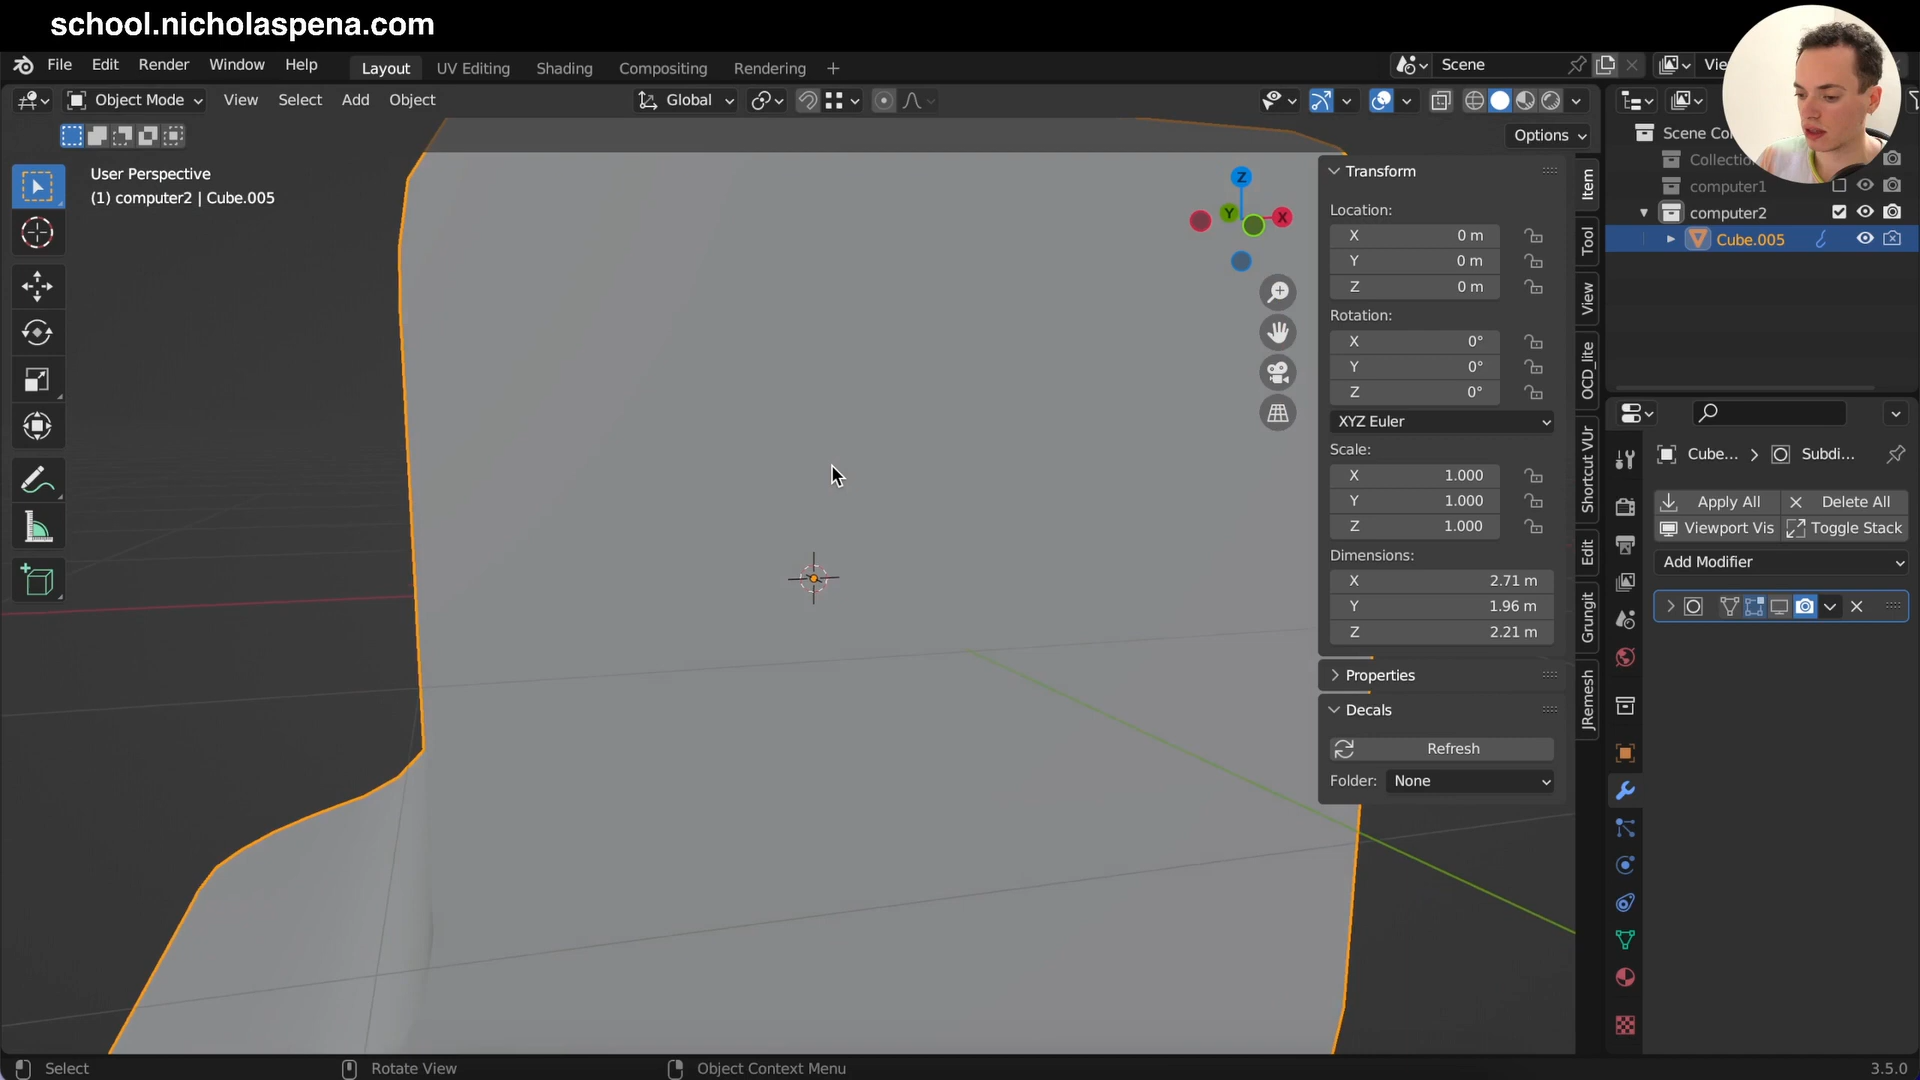 school.nicholaspena.com
File Edit Render Window Help Layout UV Editing Shading Compositing Rendering + Scene
Object Mode View Select Add Object Global
Options
User Perspective
(1) computer2 | Cube.005
Z
Y
X
Transform
Location:
X 0 m
Y 0 m
Z 0 m
Rotation:
X 0°
Y 0°
Z 0°
XYZ Euler
Scale:
X 1.000
Y 1.000
Z 1.000
Dimensions:
X 2.71 m
Y 1.96 m
Z 2.21 m
Properties
Decals
Refresh
Folder: None
Item
Tool
View
OCD_lite
Shortcut VUr
Edit
Grungit
JRemesh
Scene Co
Collectio
computer1
computer2
Cube.005
Cube... > Subdi...
Apply All Delete All
Viewport Vis Toggle Stack
Add Modifier
Select Rotate View Object Context Menu 3.5.0